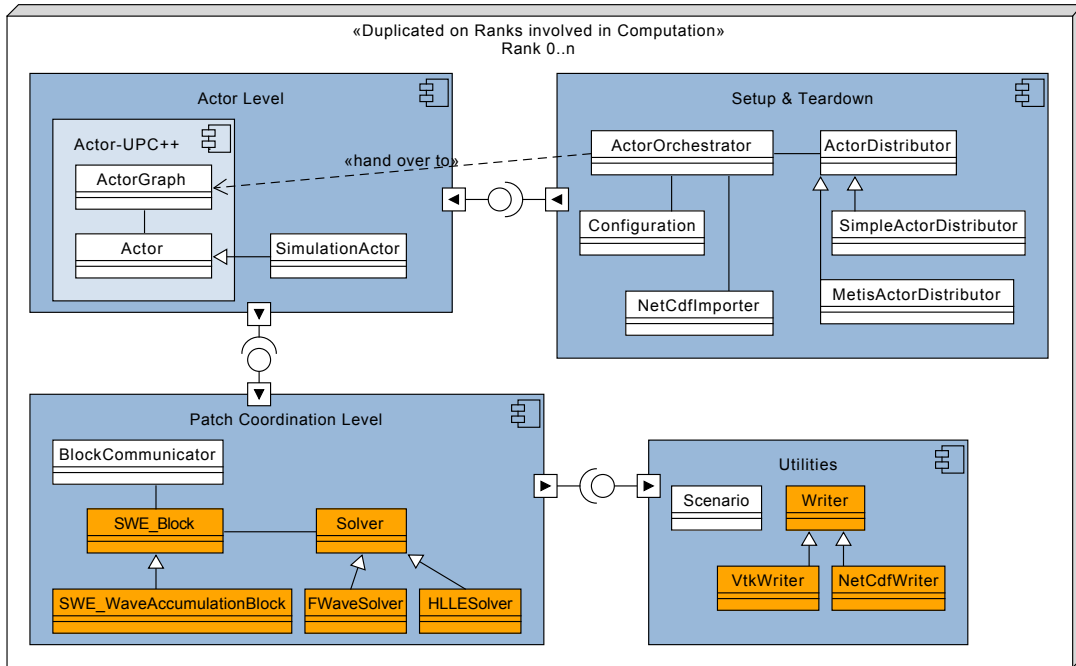 «Duplicated on Ranks involved in Computation»
Rank 0..n
Actor Level
Actor-UPC++
ActorGraph
Actor
SimulationActor
«hand over to»
Setup & Teardown
ActorOrchestrator
ActorDistributor
Configuration
SimpleActorDistributor
NetCdfImporter
MetisActorDistributor
Patch Coordination Level
BlockCommunicator
SWE_Block
Solver
SWE_WaveAccumulationBlock
FWaveSolver
HLLESolver
Utilities
Scenario
Writer
VtkWriter
NetCdfWriter